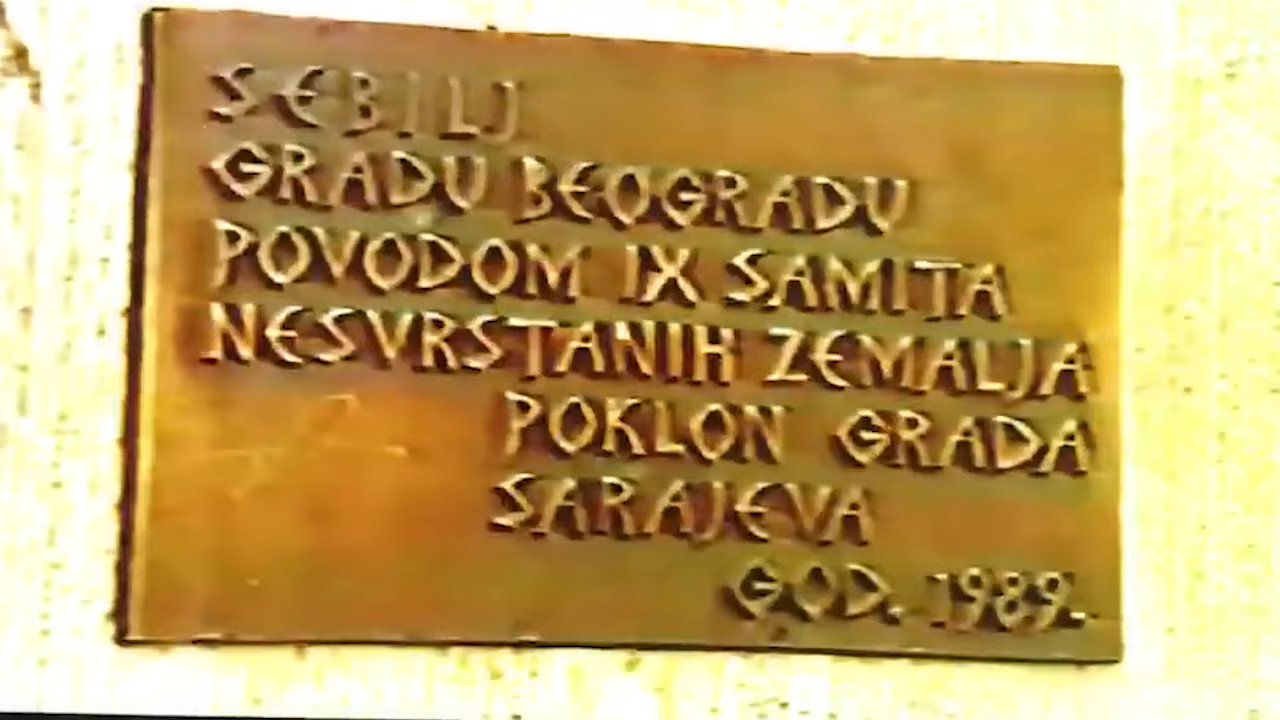 SEBILJ
GRADU BEOGRADU
POVODOM IX SAMITA
NESVRSTANIH ZEMALJA
POKLON GRADA
SARAJEVA
GOD. 1989.